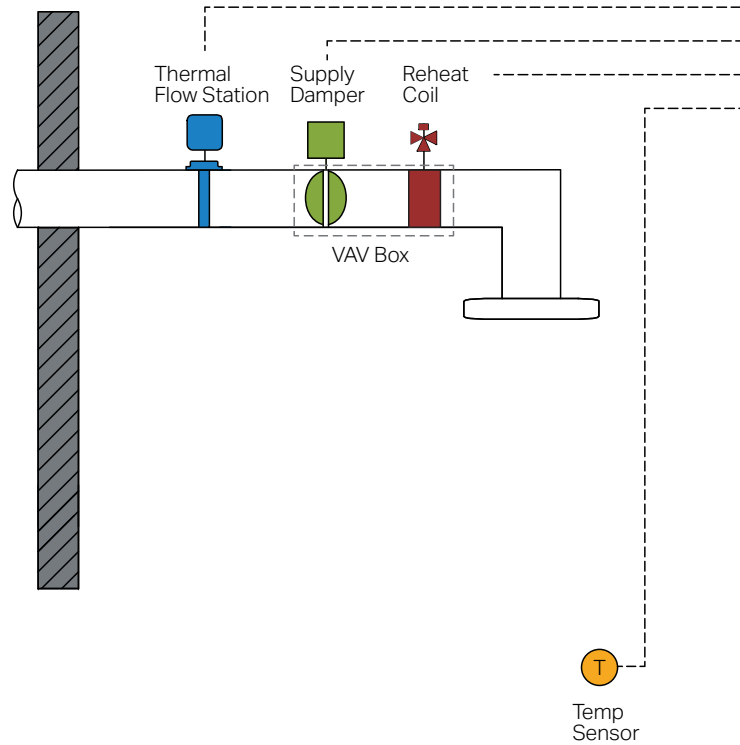 Thermal
Flow Station
Supply
Damper
Reheat
Coil
VAV Box
T
Temp
Sensor